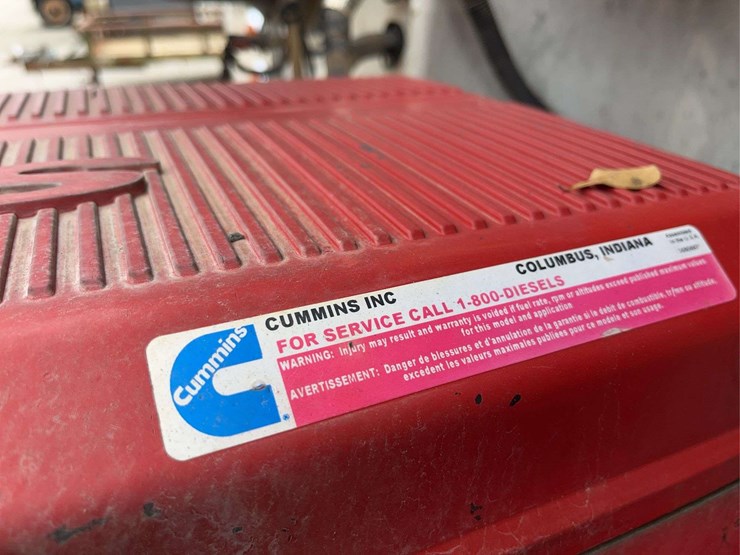 Cummins
CUMMINS INC
COLUMBUS, INDIANA
FOR SERVICE CALL 1-800-DIESELS
WARNING: Injury may result and warranty is voided if fuel rate, rpm or altitudes exceed published maximum values
for this model and application
AVERTISSEMENT: Danger de blessures et d'annulation de la garantie si le debit de combustible, tr/mn ou altitude,
excédent les valeurs maximales publiées pour ce modèle et son usage.